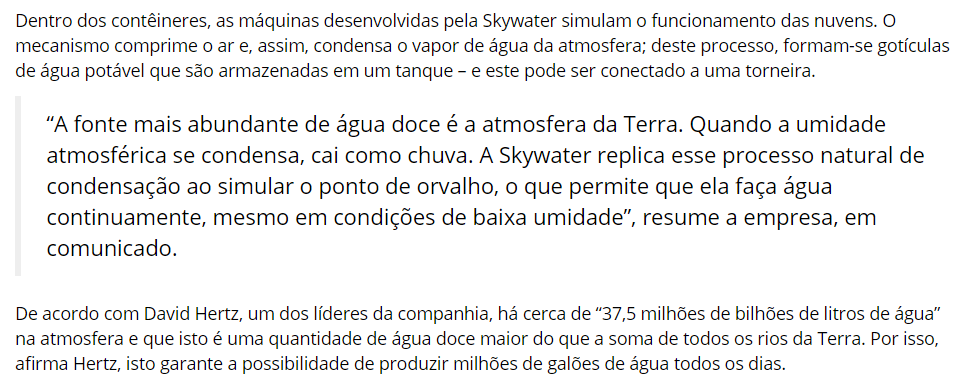 Dentro dos contêineres, as máquinas desenvolvidas pela Skywater simulam o funcionamento das nuvens. O
mecanismo comprime o ar e, assim, condensa o vapor de água da atmosfera; deste processo, formam-se gotículas
de água potável que são armazenadas em um tanque – e este pode ser conectado a uma torneira.
“A fonte mais abundante de água doce é a atmosfera da Terra. Quando a umidade
atmosférica se condensa, cai como chuva. A Skywater replica esse processo natural de
condensação ao simular o ponto de orvalho, o que permite que ela faça água
continuamente, mesmo em condições de baixa umidade”, resume a empresa, em
comunicado.
De acordo com David Hertz, um dos líderes da companhia, há cerca de “37,5 milhões de bilhões de litros de água”
na atmosfera e que isto é uma quantidade de água doce maior do que a soma de todos os rios da Terra. Por isso,
afirma Hertz, isto garante a possibilidade de produzir milhões de galões de água todos os dias.